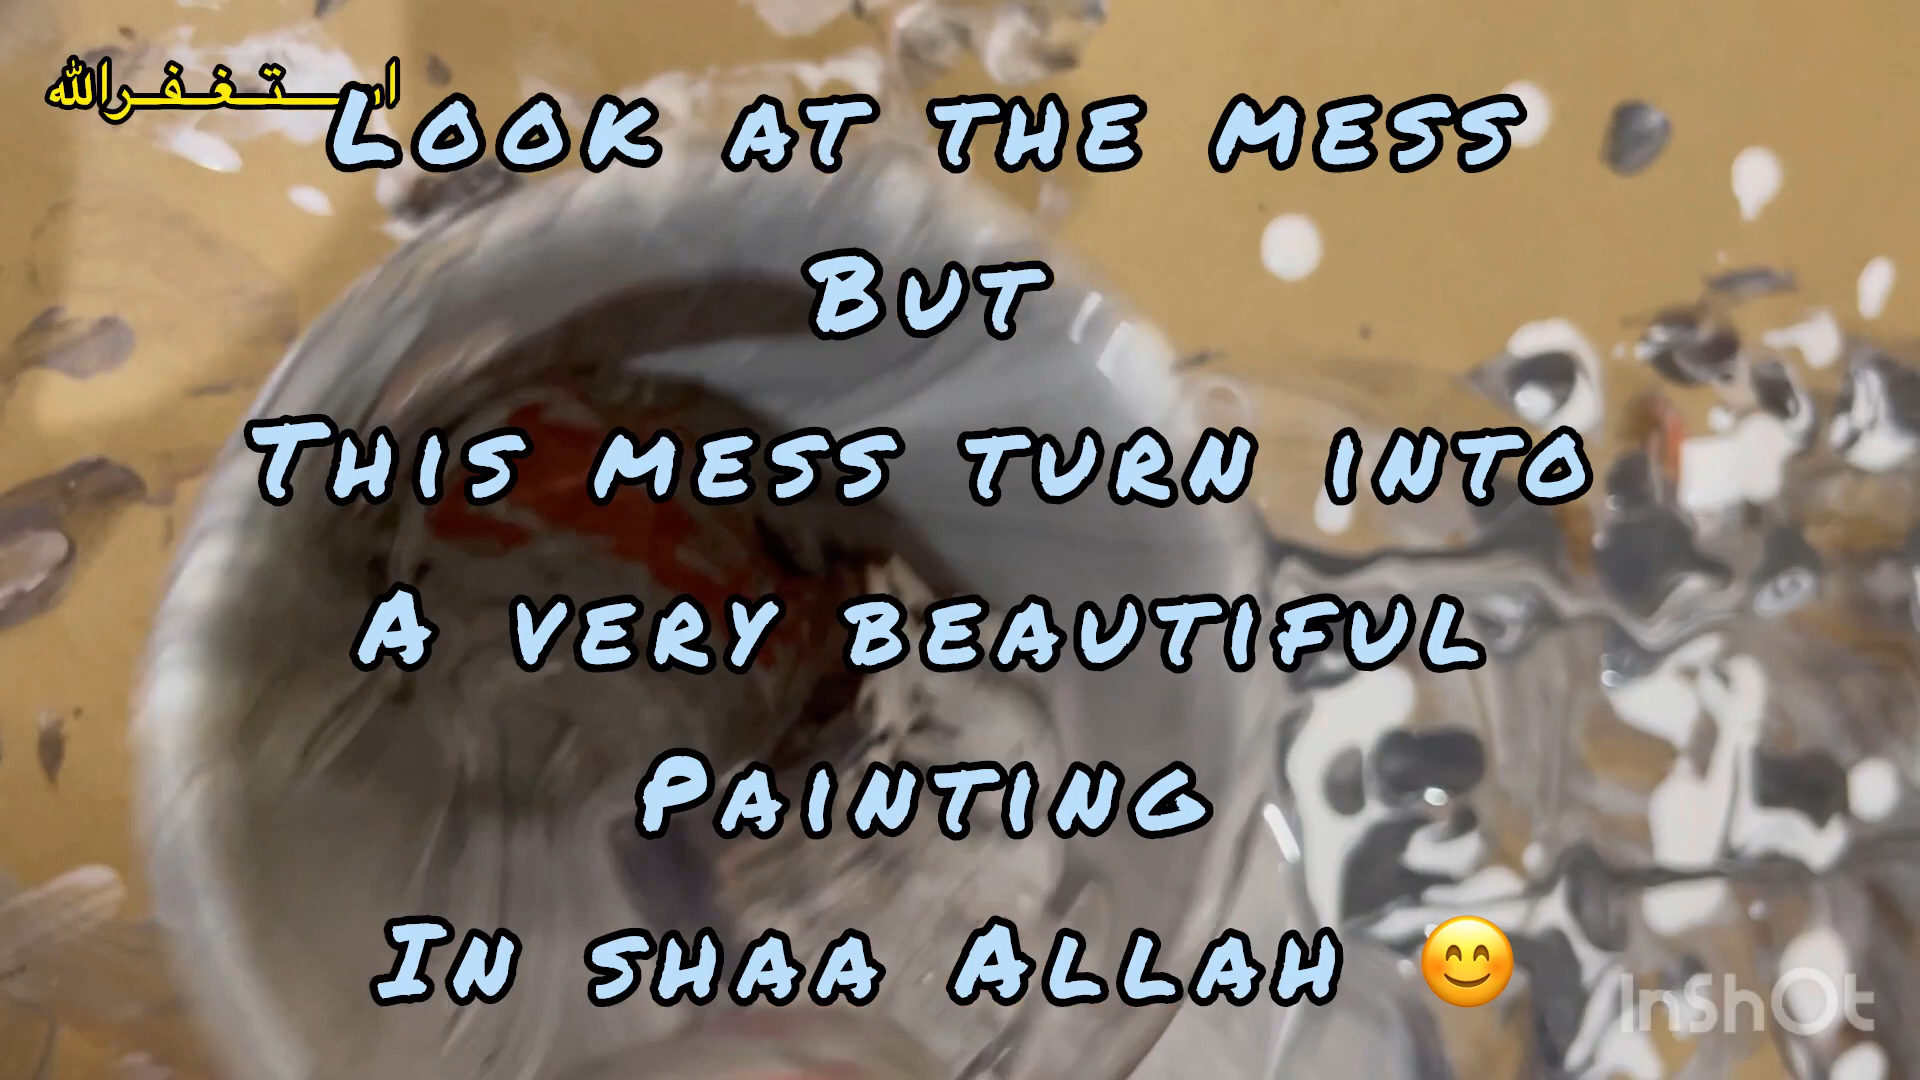 استغفرالله
Look at the mess
But
This mess turn into
A very beautiful
Painting
In shaa Allah 😊
InShOt